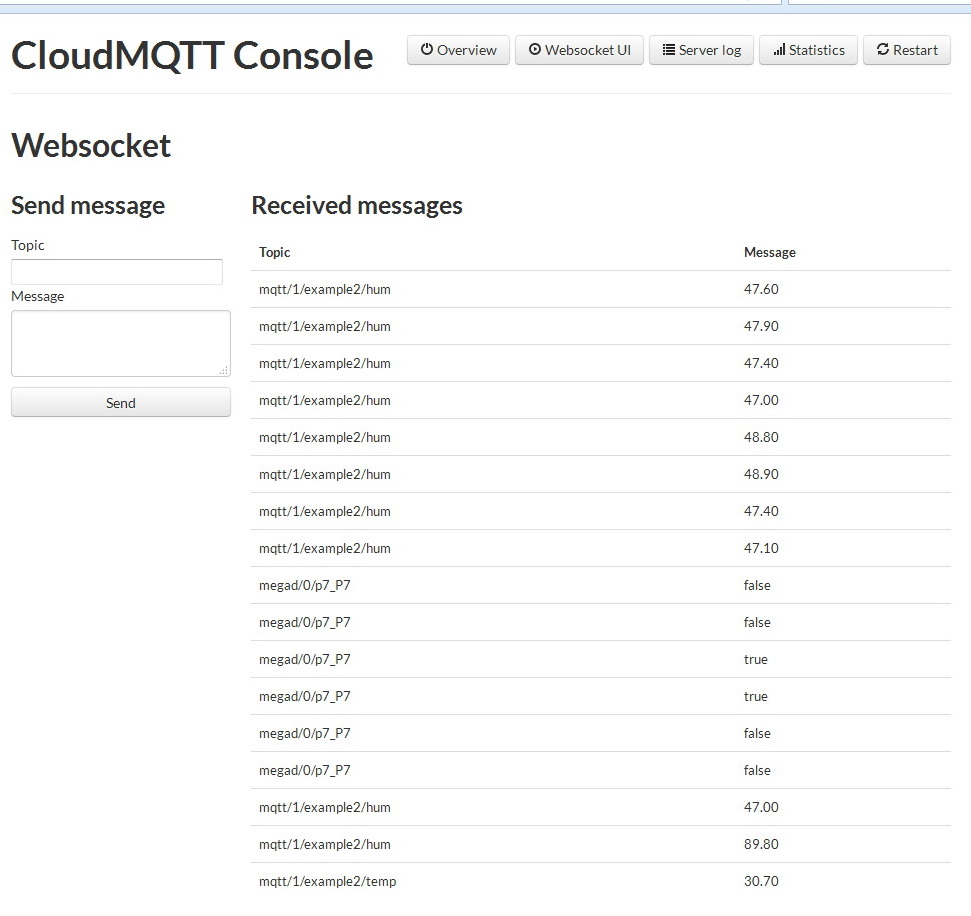 CloudMQTT Console
Overview
Websocket UI
Server log
Statistics
Restart
Websocket
Send message
Topic
Message
Send
Received messages
Topic Message
mqtt/1/example2/hum 47.60
mqtt/1/example2/hum 47.90
mqtt/1/example2/hum 47.40
mqtt/1/example2/hum 47.00
mqtt/1/example2/hum 48.80
mqtt/1/example2/hum 48.90
mqtt/1/example2/hum 47.40
mqtt/1/example2/hum 47.10
megad/0/p7_P7 false
megad/0/p7_P7 false
megad/0/p7_P7 true
megad/0/p7_P7 true
megad/0/p7_P7 false
megad/0/p7_P7 false
mqtt/1/example2/hum 47.00
mqtt/1/example2/hum 89.80
mqtt/1/example2/temp 30.70